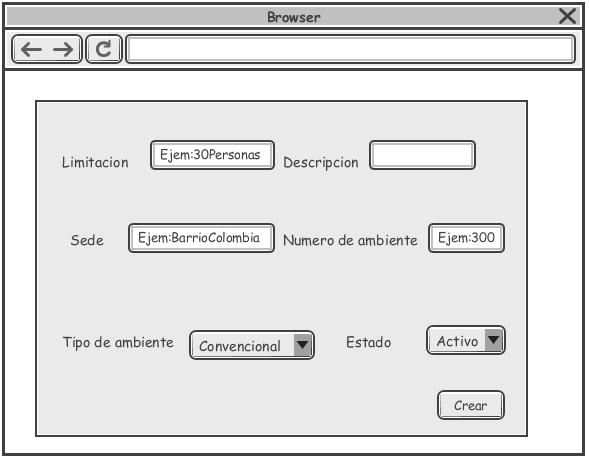 Browser
Limitacion Ejem:30Personas Descripcion
Sede Ejem:BarrioColombia Numero de ambiente Ejem:300
Tipo de ambiente Convencional Estado Activo
Crear